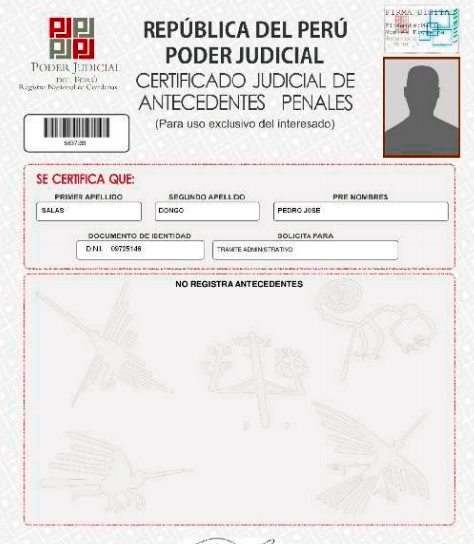 REPÚBLICA DEL PERÚ
PODER JUDICIAL
CERTIFICADO JUDICIAL DE
ANTECEDENTES PENALES
(Para uso exclusivo del interesado)
PODER JUDICIAL
DEL PERÚ
Registro Nacional de Condenas
FIRMA DIGITAL
SE CERTIFICA QUE:
PRIMER APELLIDO SEGUNDO APELLIDO PRE NOMBRES
SALAS DONGO PEDRO JOSE
DOCUMENTO DE IDENTIDAD SOLICITA PARA
D.N.I. 09725146 TRAMITE ADMINISTRATIVO
NO REGISTRA ANTECEDENTES